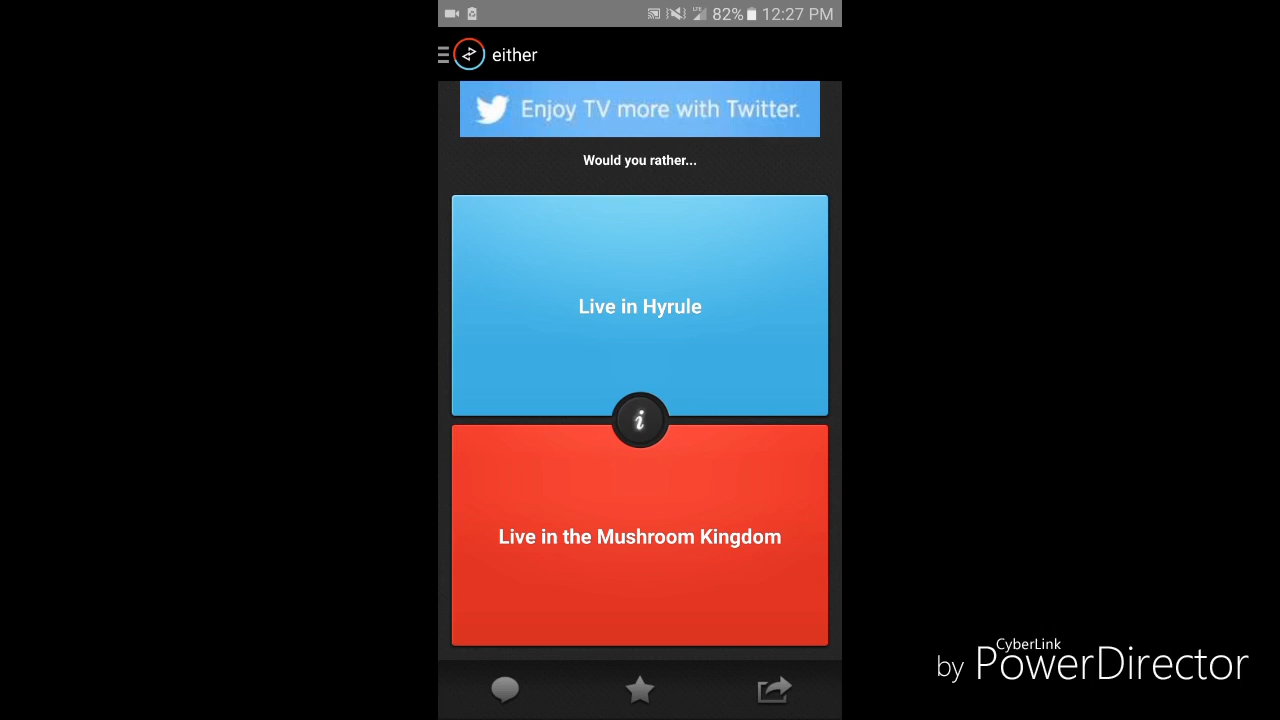 LTE 82% 12:27 PM
either
Enjoy TV more with Twitter.
Would you rather...
Live in Hyrule
i
Live in the Mushroom Kingdom
CyberLink
by PowerDirector